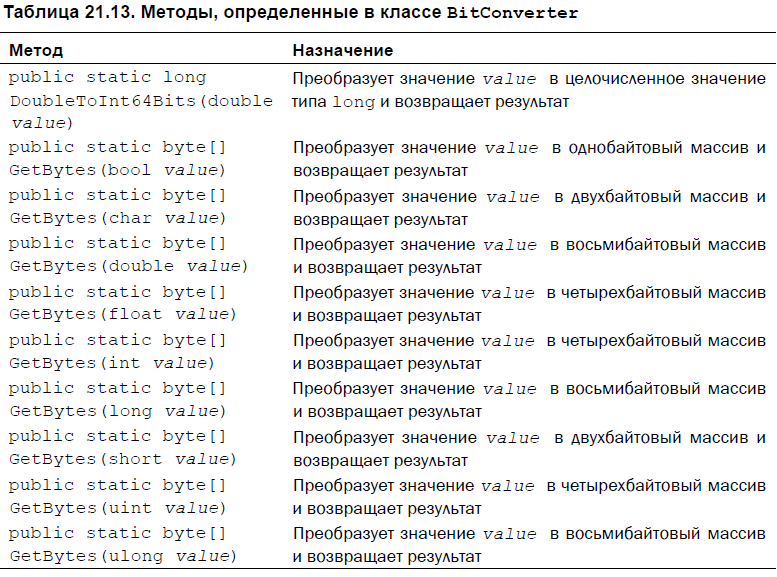 Таблица 21.13. Методы, определенные в классе BitConverter
Метод Назначение
public static long Преобразует значение value в целочисленное значение
DoubleToInt64Bits(double типа long и возвращает результат
value)
public static byte[] Преобразует значение value в однобайтовый массив и
GetBytes(bool value) возвращает результат
public static byte[] Преобразует значение value в двухбайтовый массив и
GetBytes(char value) возвращает результат
public static byte[] Преобразует значение value в восьмибайтовый массив
GetBytes(double value) и возвращает результат
public static byte[] Преобразует значение value в четырехбайтовый массив
GetBytes(float value) и возвращает результат
public static byte[] Преобразует значение value в четырехбайтовый массив
GetBytes(int value) и возвращает результат
public static byte[] Преобразует значение value в восьмибайтовый массив
GetBytes(long value) и возвращает результат
public static byte[] Преобразует значение value в двухбайтовый массив и
GetBytes(short value) возвращает результат
public static byte[] Преобразует значение value в четырехбайтовый массив
GetBytes(uint value) и возвращает результат
public static byte[] Преобразует значение value в восьмибайтовый массив
GetBytes(ulong value) и возвращает результат